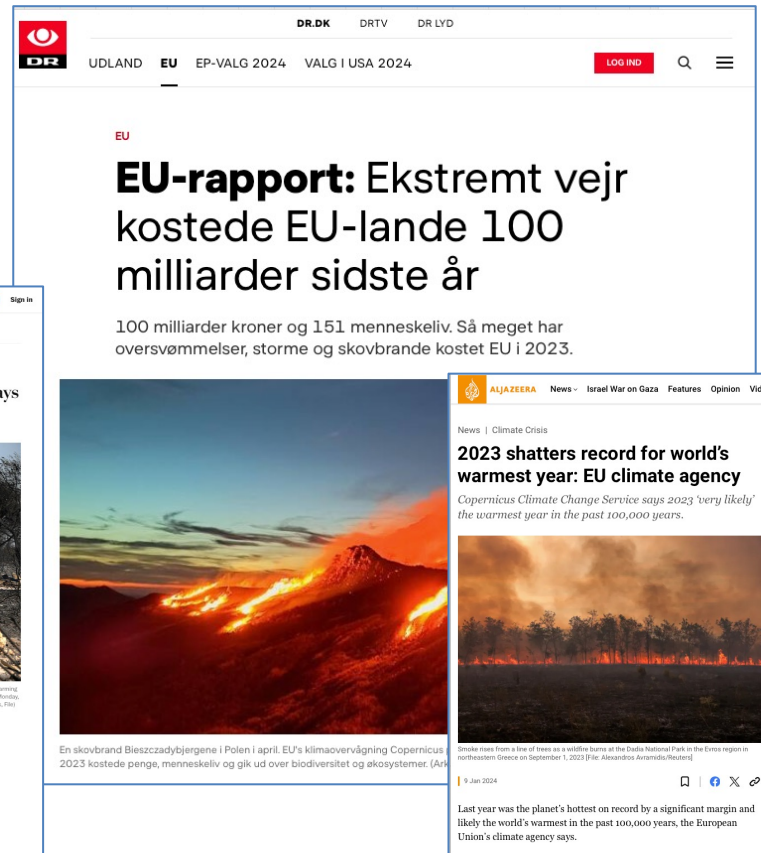 DR.DK DRTV DR LYD
DR
UDLAND EU EP-VALG 2024 VALG I USA 2024
LOG IND
EU
EU-rapport: Ekstremt vejr
kostede EU-lande 100
milliarder sidste år
100 milliarder kroner og 151 menneskeliv. Så meget har
oversvømmelser, storme og skovbrande kostet EU i 2023.
En skovbrand Bieszczadybjergene i Polen i april. EU's klimaovervågning Copernicus
2023 kostede penge, menneskeliv og gik ud over biodiversitet og økosystemer.
Sign in
File)
ALJAZEERA News Israel War on Gaza Features Opinion
News | Climate Crisis
2023 shatters record for world's
warmest year: EU climate agency
Copernicus Climate Change Service says 2023 'very likely'
the warmest year in the past 100,000 years.
Smoke rises from a line of trees as a wildfire burns at the Dadia National Park in the Evros region in
northeastern Greece on September 1, 2023 [File: Alexandros Avramidis/Reuters]
9 Jan 2024
Last year was the planet's hottest on record by a significant margin and
likely the world's warmest in the past 100,000 years, the European
Union's climate agency says.